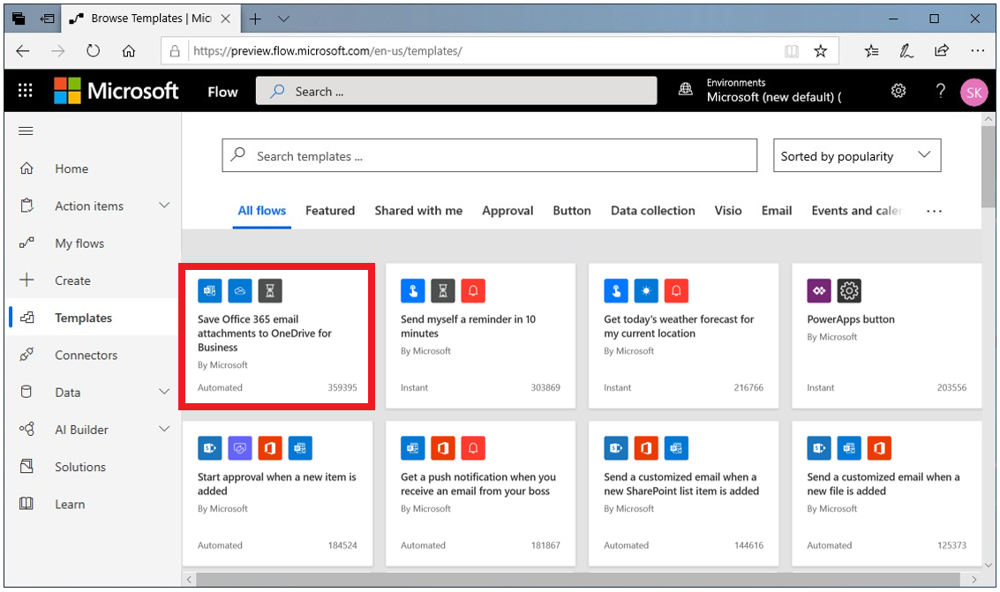 Browse Templates | Mic
https://preview.flow.microsoft.com/en-us/templates/
Microsoft
Flow
Search ...
Environments
Microsoft (new default) (
?
SK
Home
Action items
My flows
Create
Templates
Connectors
Data
AI Builder
Solutions
Learn
Search templates ...
Sorted by popularity
All flows
Featured
Shared with me
Approval
Button
Data collection
Visio
Email
Events and caler
...
Save Office 365 email
attachments to OneDrive for
Business
By Microsoft
Automated
359395
Send myself a reminder in 10
minutes
By Microsoft
Instant
303869
Get today's weather forecast for
my current location
By Microsoft
Instant
216766
PowerApps button
By Microsoft
Instant
203556
Start approval when a new item is
added
By Microsoft
Automated
184524
Get a push notification when you
receive an email from your boss
By Microsoft
Automated
181867
Send a customized email when a
new SharePoint list item is added
By Microsoft
Automated
144616
Send a customized email when a
new file is added
By Microsoft
Automated
125373